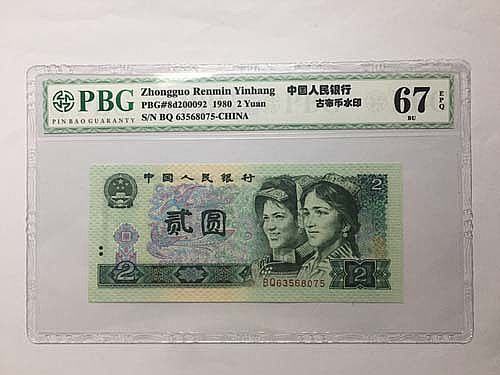 PBG
PIN BAO GUARANTY
Zhongguo Renmin Yinhang 中国人民银行
PBG#8d200092 1980 2 Yuan 古布币水印
S/N BQ 63568075-CHINA
67 EPQ
BU
中国人民银行
贰圆
2
2
2
BQ63568075